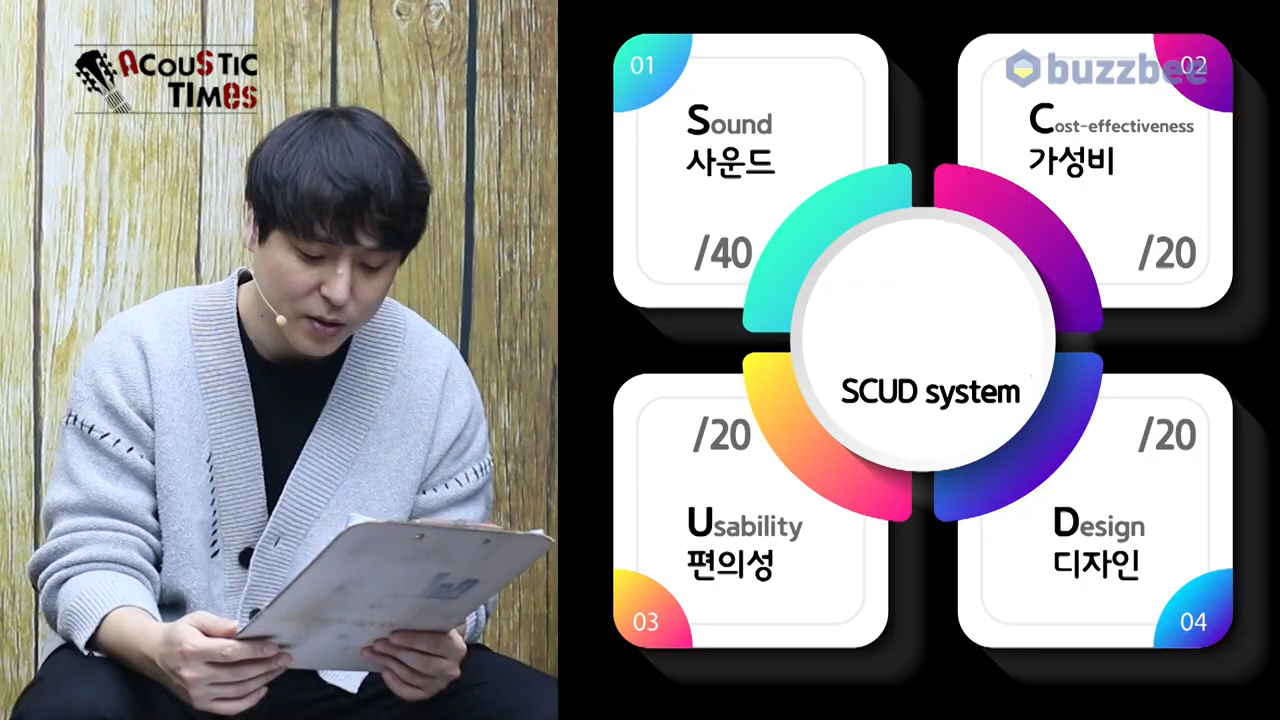 ACOUSTIC
TIMES
01
Sound
사운드
/40
buzzbee
02
Cost-effectiveness
가성비
/20
SCUD system
/20
Usability
편의성
03
/20
Design
디자인
04